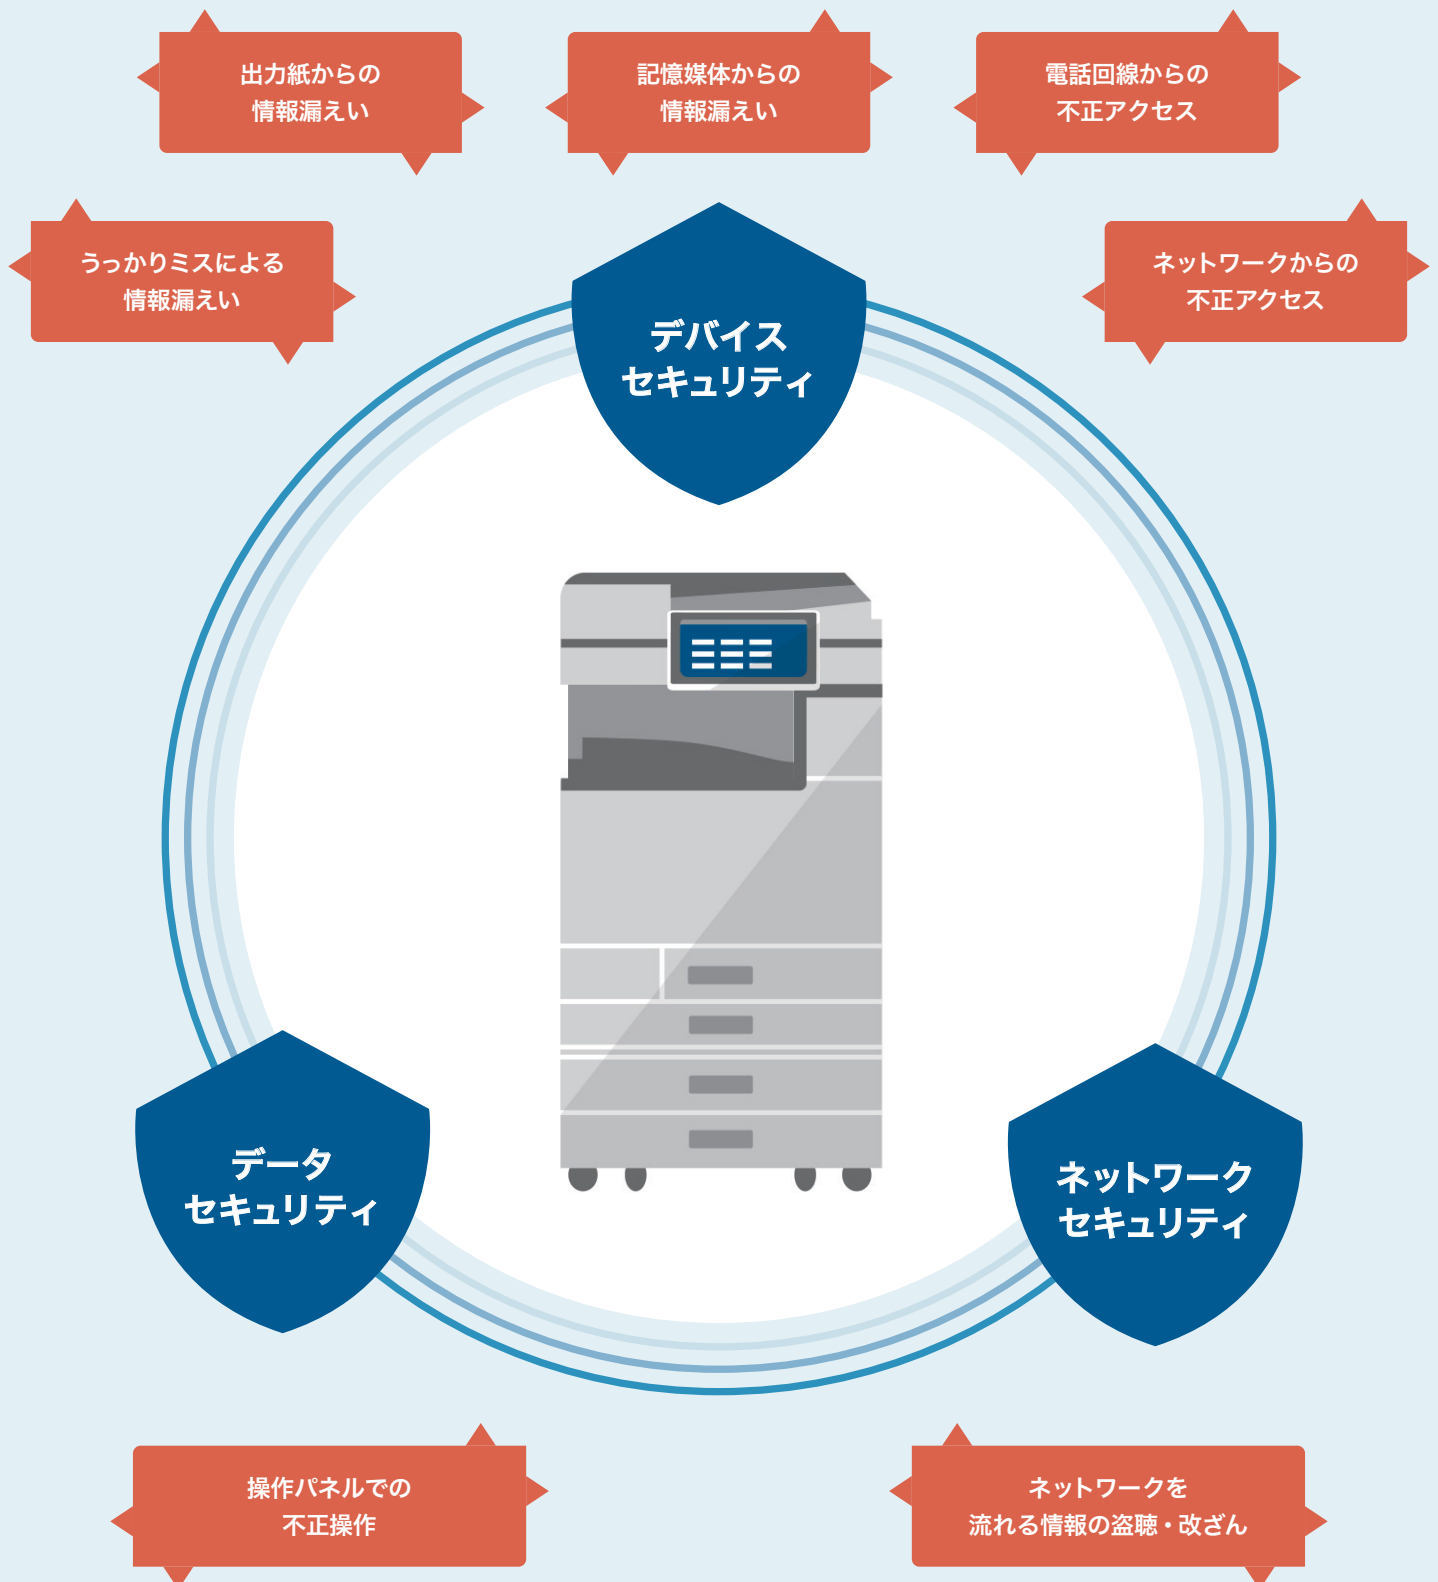 出力紙からの
情報漏えい
記憶媒体からの
情報漏えい
電話回線からの
不正アクセス
うっかりミスによる
情報漏えい
ネットワークからの
不正アクセス
デバイス
セキュリティ
データ
セキュリティ
ネットワーク
セキュリティ
操作パネルでの
不正操作
ネットワークを
流れる情報の盗聴・改ざん